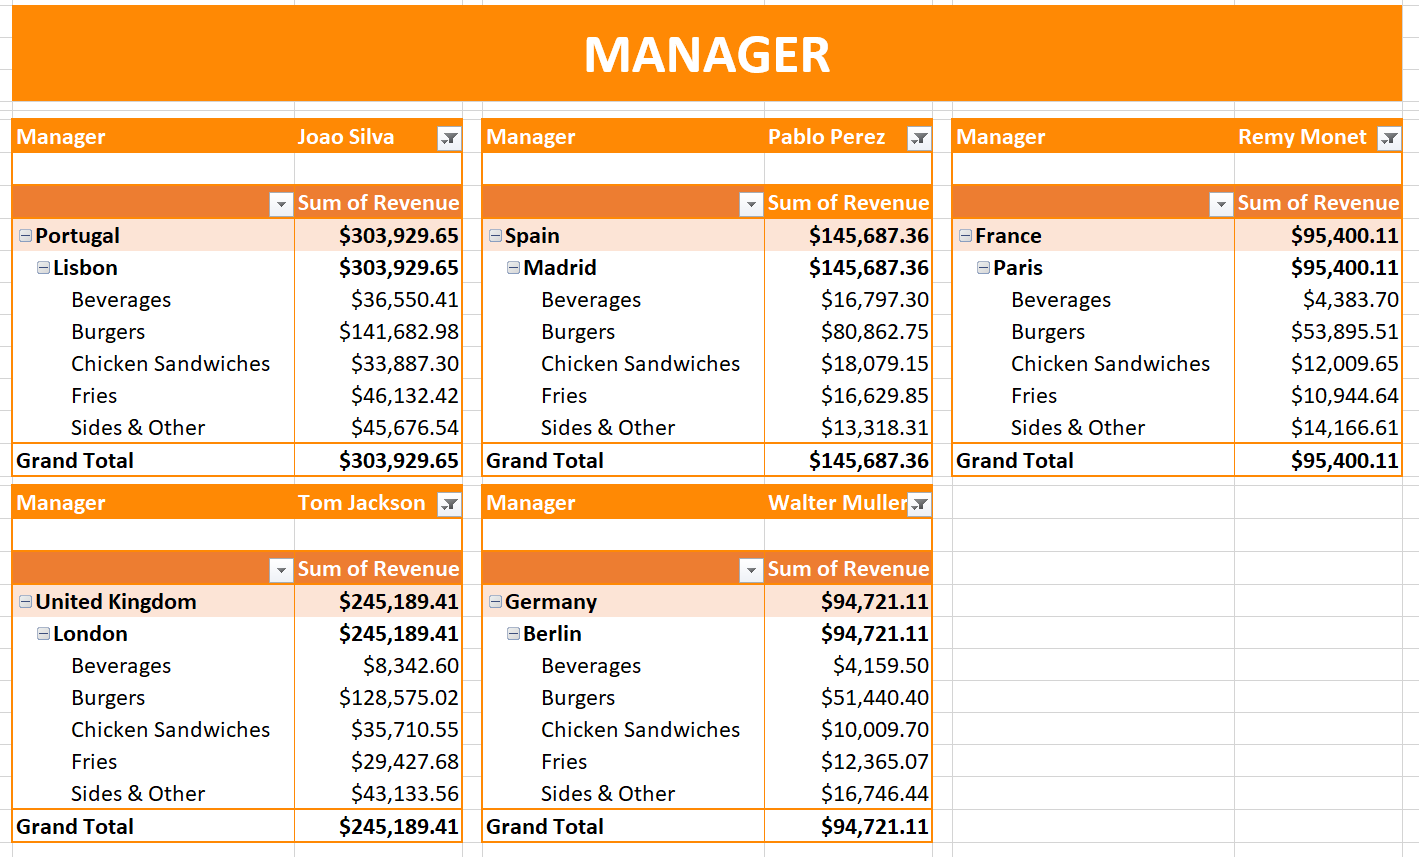 MANAGER
Manager Joao Silva
Sum of Revenue
Portugal $303,929.65
Lisbon $303,929.65
Beverages $36,550.41
Burgers $141,682.98
Chicken Sandwiches $33,887.30
Fries $46,132.42
Sides & Other $45,676.54
Grand Total $303,929.65
Manager Pablo Perez
Sum of Revenue
Spain $145,687.36
Madrid $145,687.36
Beverages $16,797.30
Burgers $80,862.75
Chicken Sandwiches $18,079.15
Fries $16,629.85
Sides & Other $13,318.31
Grand Total $145,687.36
Manager Remy Monet
Sum of Revenue
France $95,400.11
Paris $95,400.11
Beverages $4,383.70
Burgers $53,895.51
Chicken Sandwiches $12,009.65
Fries $10,944.64
Sides & Other $14,166.61
Grand Total $95,400.11
Manager Tom Jackson
Sum of Revenue
United Kingdom $245,189.41
London $245,189.41
Beverages $8,342.60
Burgers $128,575.02
Chicken Sandwiches $35,710.55
Fries $29,427.68
Sides & Other $43,133.56
Grand Total $245,189.41
Manager Walter Muller
Sum of Revenue
Germany $94,721.11
Berlin $94,721.11
Beverages $4,159.50
Burgers $51,440.40
Chicken Sandwiches $10,009.70
Fries $12,365.07
Sides & Other $16,746.44
Grand Total $94,721.11